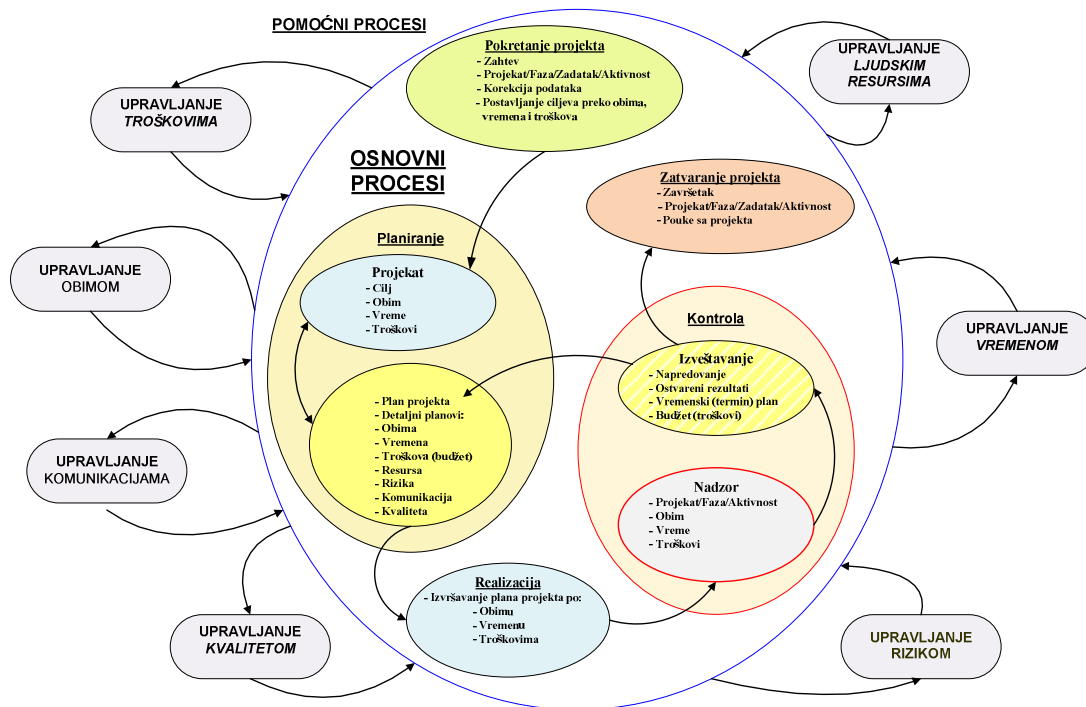 POMOĆNI PROCESI
Pokretanje projekta
- Zahtev
- Projekat/Faza/Zadatak/Aktivnost
- Korekcija podataka
- Postavljanje ciljeva preko obima,
vremena i troškova
UPRAVLJANJE
LJUDSKIM
RESURSIMA
UPRAVLJANJE
TROŠKOVIMA
OSNOVNI
PROCESI
Zatvaranje projekta
- Završetak
- Projekat/Faza/Zadatak/Aktivnost
- Pouke sa projekta
Planiranje
Projekat
- Cilj
- Obim
- Vreme
- Troškovi
UPRAVLJANJE
OBIMOM
Kontrola
UPRAVLJANJE
VREMENOM
Izveštavanje
- Napredovanje
- Ostvareni rezultati
- Vremenski (termin) plan
- Budžet (troškovi)
- Plan projekta
- Detaljni planovi:
- Obima
- Vremena
- Troškova (budžet)
- Resursa
- Rizika
- Komunikacija
- Kvaliteta
UPRAVLJANJE
KOMUNIKACIJAMA
Nadzor
- Projekat/Faza/Aktivnost
- Obim
- Vreme
- Troškovi
Realizacija
- Izvršavanje plana projekta po:
- Obimu
- Vremenu
- Troškovima
UPRAVLJANJE
KVALITETOM
UPRAVLJANJE
RIZIKOM